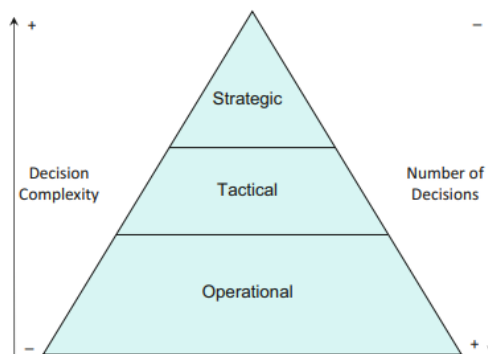 +
−
Strategic
Decision
Complexity
Tactical
Number of
Decisions
Operational
−
+